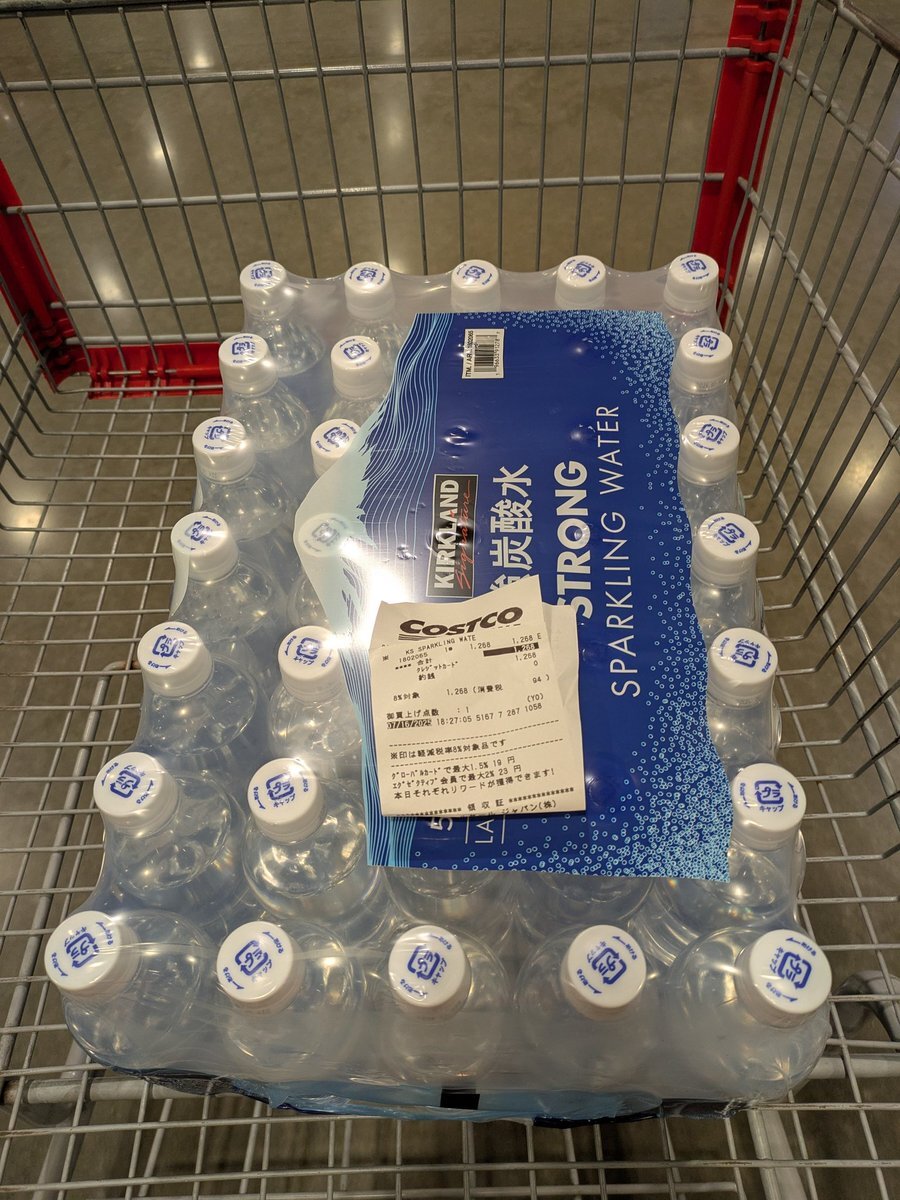 ITM. / ART. 1802065
KIRKLAND
Signature
炭酸水
STRONG
SPARKLING WATER
COSTCO
KS SPARKLING WATE
※ 1802065 1* 1,268 1,268 E
**** 合計 1,268
クレジットカード 1,268
釣銭 0
8%対象 1,268 (消費税 94 )
(YO)
御買上げ点数 : 1
07/16/2025 18:27:05 5167 7 287 1058
※印は軽減税率8%対象品です
グローバルカードで最大1.5% 19 円
エグゼクティブ会員で最大2% 23 円
本日それぞれリワードが獲得できます!
領収証
ジャパン(株)
キャップ